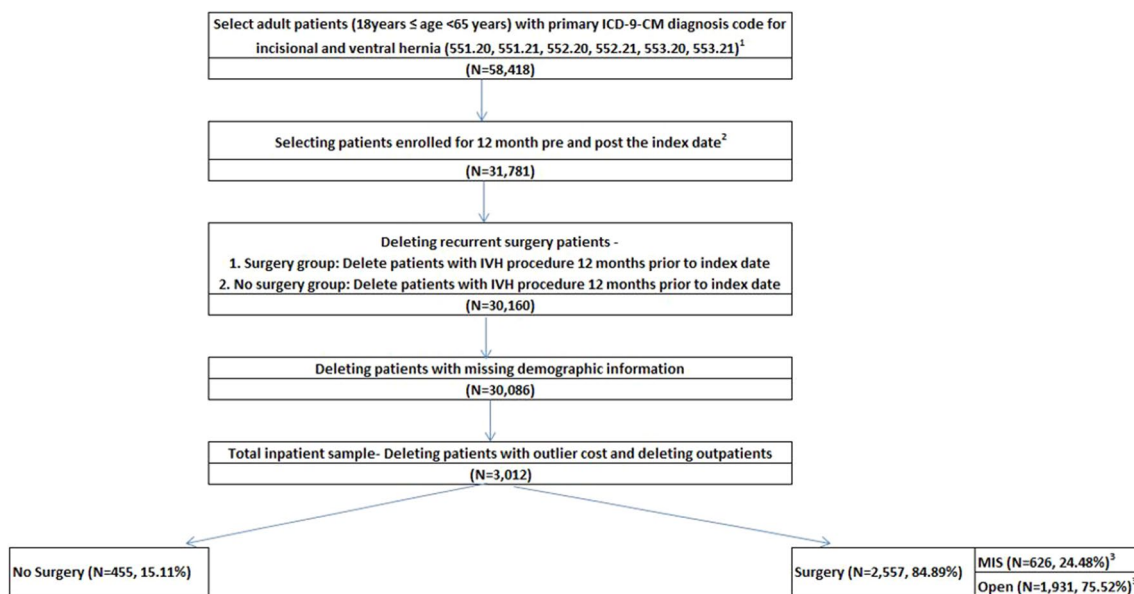 Select adult patients (18years ≤ age <65 years) with primary ICD-9-CM diagnosis code for
incisional and ventral hernia (551.20, 551.21, 552.20, 552.21, 553.20, 553.21)¹
(N=58,418)
Selecting patients enrolled for 12 month pre and post the index date²
(N=31,781)
Deleting recurrent surgery patients -
1. Surgery group: Delete patients with IVH procedure 12 months prior to index date
2. No surgery group: Delete patients with IVH procedure 12 months prior to index date
(N=30,160)
Deleting patients with missing demographic information
(N=30,086)
Total inpatient sample- Deleting patients with outlier cost and deleting outpatients
(N=3,012)
No Surgery (N=455, 15.11%)
Surgery (N=2,557, 84.89%)
MIS (N=626, 24.48%)³
Open (N=1,931, 75.52%)³